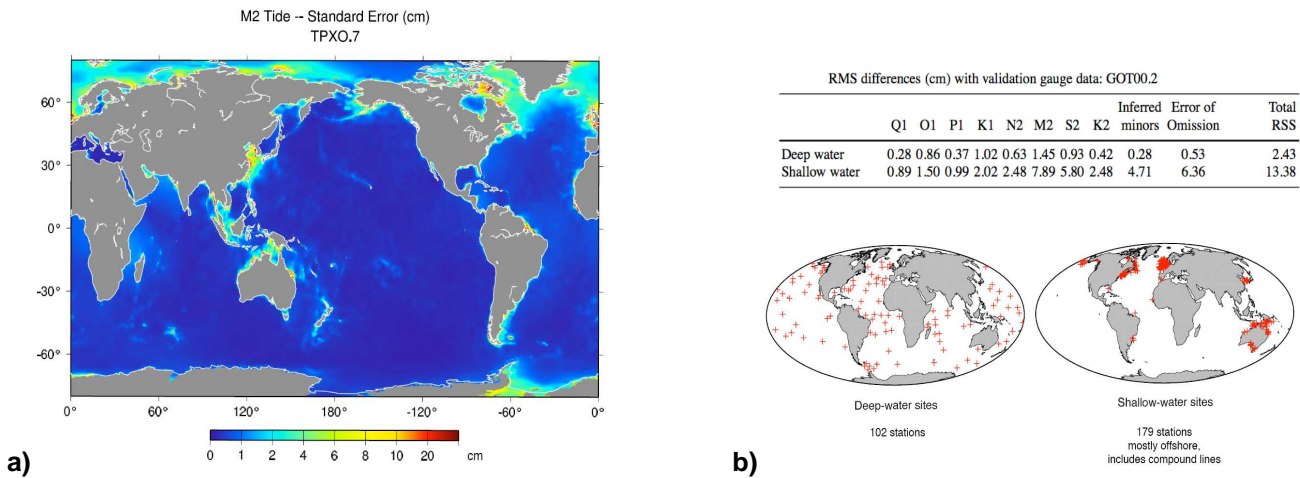 M2 Tide -- Standard Error (cm)
TPXO.7
60°
30°
0°
-30°
-60°
0° 60° 120° 180° -120° -60° 0°
0 1 2 3 4 6 8 10 20 cm
a)
RMS differences (cm) with validation gauge data: GOT00.2
Inferred Error of Total
Q1 O1 P1 K1 N2 M2 S2 K2 minors Omission RSS
Deep water 0.28 0.86 0.37 1.02 0.63 1.45 0.93 0.42 0.28 0.53 2.43
Shallow water 0.89 1.50 0.99 2.02 2.48 7.89 5.80 2.48 4.71 6.36 13.38
Deep-water sites
102 stations
Shallow-water sites
179 stations
mostly offshore,
includes compound lines
b)